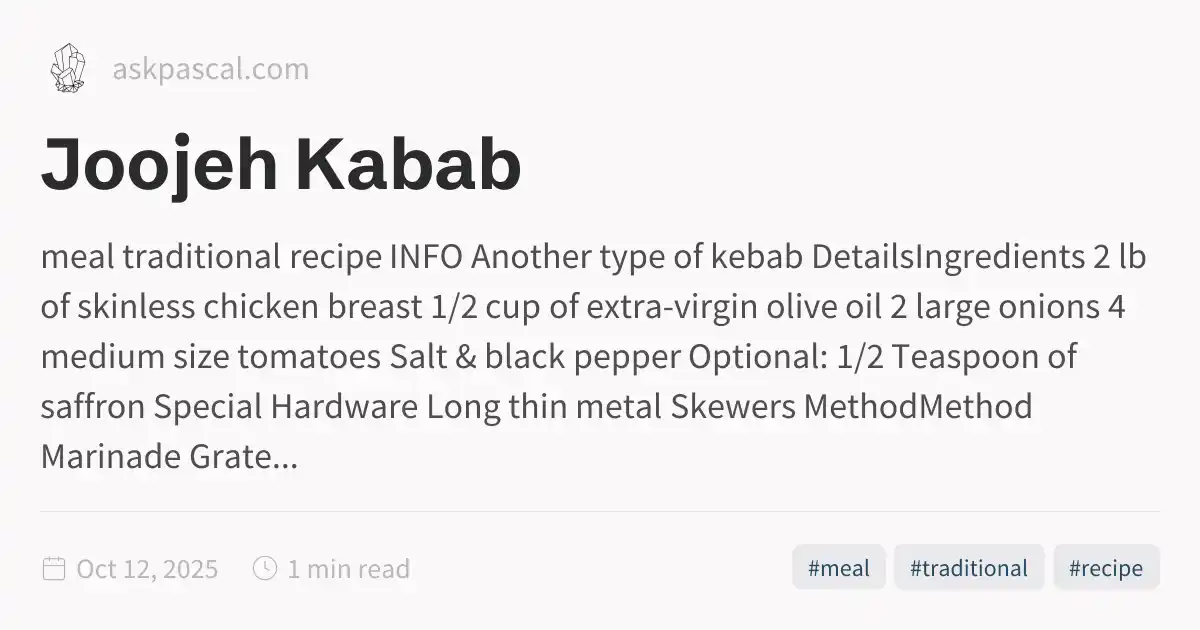 askpascal.com
Joojeh Kabab
meal traditional recipe INFO Another type of kebab DetailsIngredients 2 lb
of skinless chicken breast 1/2 cup of extra-virgin olive oil 2 large onions 4
medium size tomatoes Salt & black pepper Optional: 1/2 Teaspoon of
saffron Special Hardware Long thin metal Skewers MethodMethod
Marinade Grate...
Oct 12, 2025 1 min read #meal #traditional #recipe